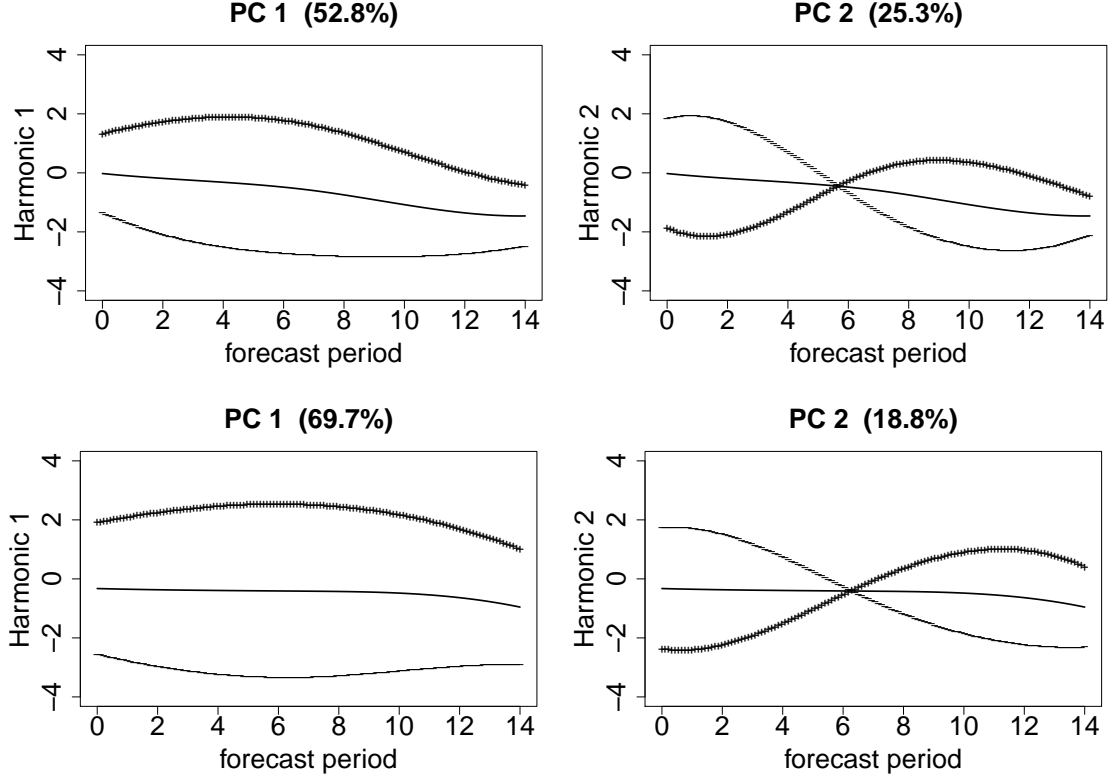 PC 1 (52.8%)
Harmonic 1
4
2
0
−2
−4
0 2 4 6 8 10 12 14
forecast period
PC 2 (25.3%)
Harmonic 2
4
2
0
−2
−4
0 2 4 6 8 10 12 14
forecast period
PC 1 (69.7%)
Harmonic 1
4
2
0
−2
−4
0 2 4 6 8 10 12 14
forecast period
PC 2 (18.8%)
Harmonic 2
4
2
0
−2
−4
0 2 4 6 8 10 12 14
forecast period